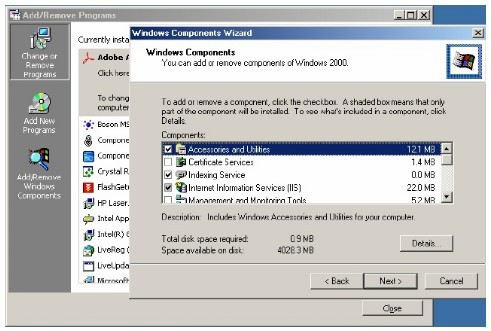 Add/Remove Programs
Change or
Remove
Programs
Add New
Programs
Add/Remove
Windows
Components
Currently insta
Adobe A
Click here
To chang
computer
Boson MS
Compone
Compone
Crystal R
FlashGet
HP Laser
Intel App
Intel(R) E
LiveReg (
LiveUpda
Microsoft
Windows Components Wizard
Windows Components
You can add or remove components of Windows 2000.
To add or remove a component, click the checkbox. A shaded box means that only
part of the component will be installed. To see what's included in a component, click
Details.
Components:
Accessories and Utilities 12.1 MB
Certificate Services 1.4 MB
Indexing Service 0.0 MB
Internet Information Services (IIS) 22.0 MB
Management and Monitoring Tools 5.2 MB
Description: Includes Windows Accessories and Utilities for your computer.
Total disk space required: 0.9 MB
Space available on disk: 4028.3 MB
Details...
< Back
Next >
Cancel
Close